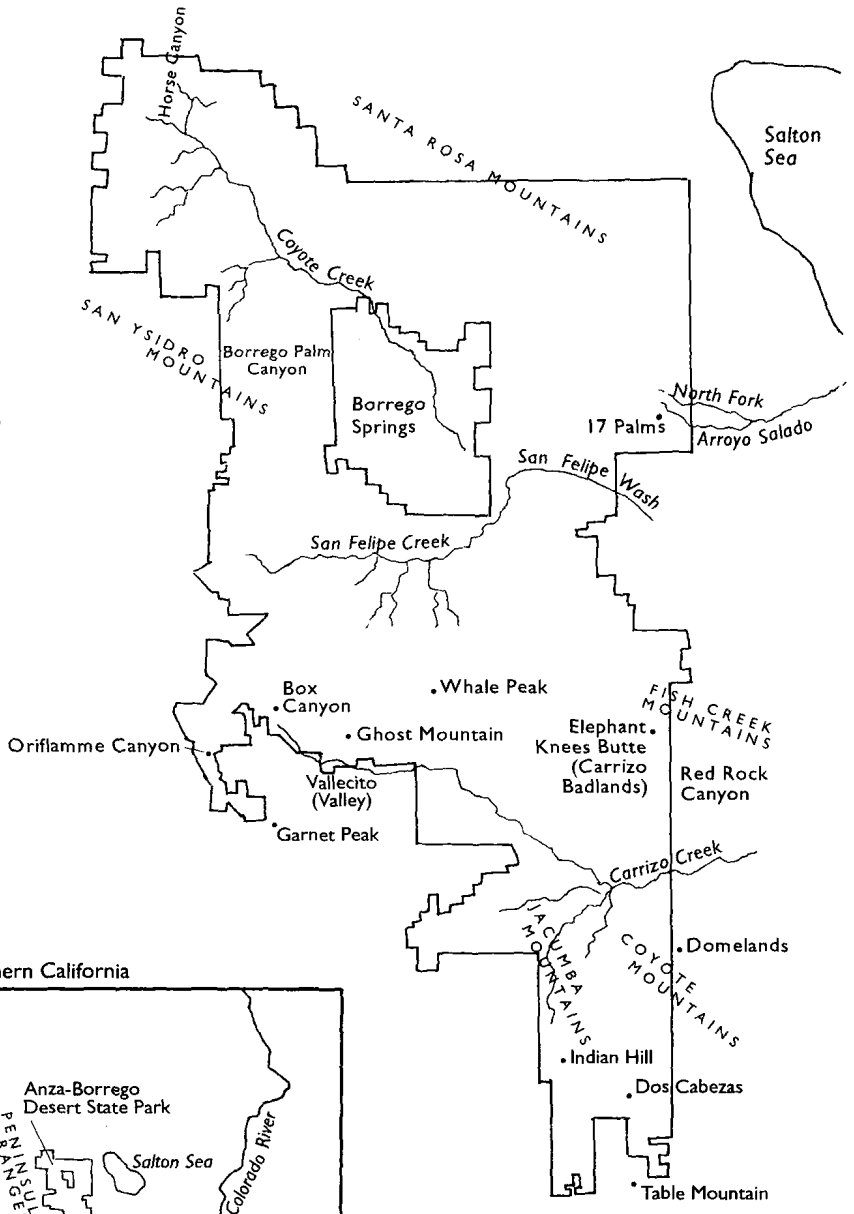 Horse Canyon
SANTA ROSA MOUNTAINS
Salton
Sea
Coyote Creek
SAN YSIDRO
MOUNTAINS
Borrego Palm
Canyon
Borrego
Springs
North Fork
17 Palms
Arroyo Salado
San Felipe Wash
San Felipe Creek
Box
Canyon
Whale Peak
FISH CREEK
MOUNTAINS
Ghost Mountain
Elephant
Knees Butte
(Carrizo
Badlands)
Oriflamme Canyon
Red Rock
Canyon
Vallecito
(Valley)
Garnet Peak
Carrizo Creek
JACUMBA
MOUNTAINS
COYOTE
MOUNTAINS
Domelands
Indian Hill
Dos Cabezas
Table Mountain
ern California
Anza-Borrego
Desert State Park
PENINSUL
RANGE
Salton Sea
Colorado River